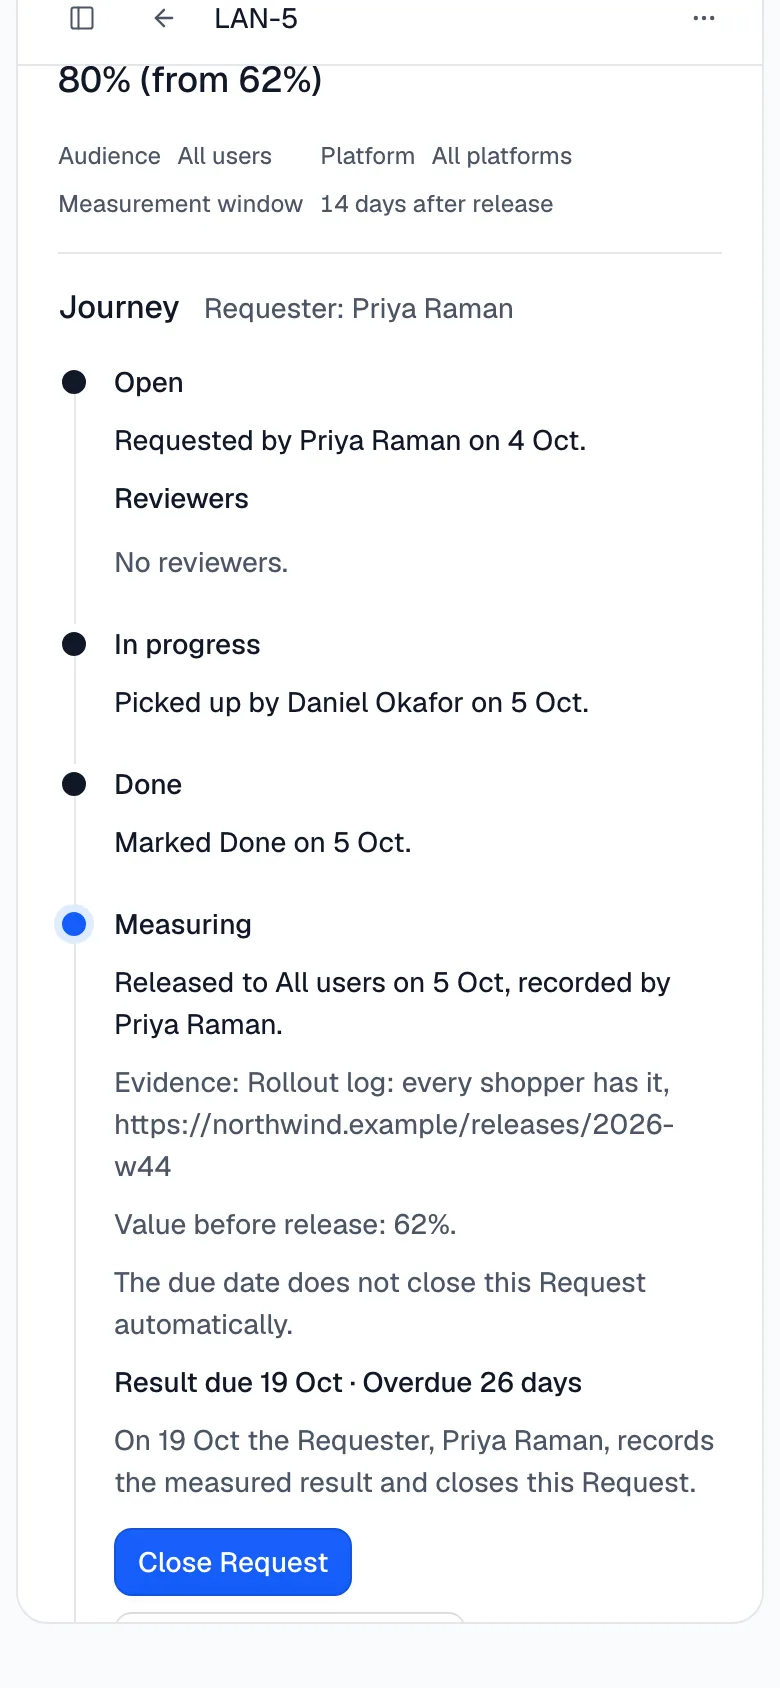 LAN-5
80% (from 62%)
Audience All users Platform All platforms
Measurement window 14 days after release
Journey Requester: Priya Raman
Open
Requested by Priya Raman on 4 Oct.
Reviewers
No reviewers.
In progress
Picked up by Daniel Okafor on 5 Oct.
Done
Marked Done on 5 Oct.
Measuring
Released to All users on 5 Oct, recorded by
Priya Raman.
Evidence: Rollout log: every shopper has it,
https://northwind.example/releases/2026-
w44
Value before release: 62%.
The due date does not close this Request
automatically.
Result due 19 Oct · Overdue 26 days
On 19 Oct the Requester, Priya Raman, records
the measured result and closes this Request.
Close Request